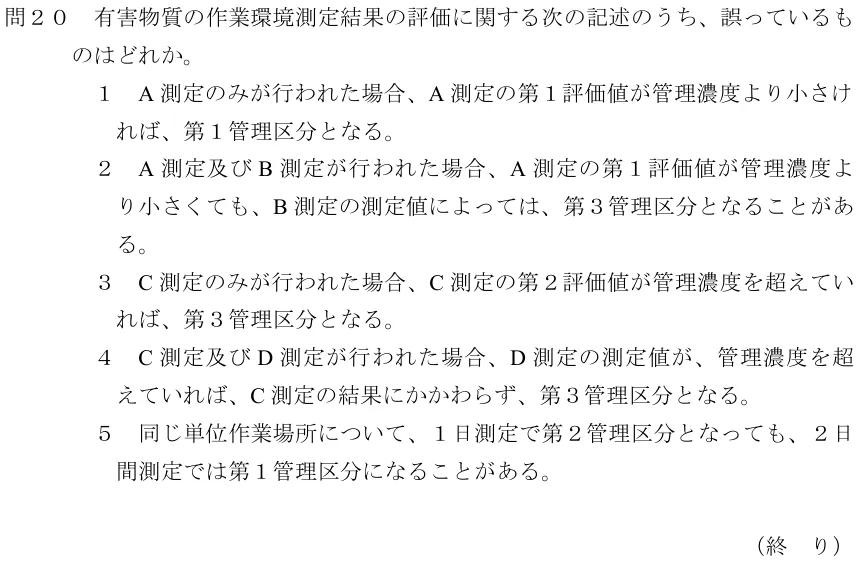 問２０　有害物質の作業環境測定結果の評価に関する次の記述のうち、誤っているも
のはどれか。
１　A 測定のみが行われた場合、A 測定の第１評価値が管理濃度より小さけ
れば、第１管理区分となる。
２　A 測定及び B 測定が行われた場合、A 測定の第１評価値が管理濃度よ
り小さくても、B 測定の測定値によっては、第３管理区分となることがあ
る。
３　C 測定のみが行われた場合、C 測定の第２評価値が管理濃度を超えてい
れば、第３管理区分となる。
４　C 測定及び D 測定が行われた場合、D 測定の測定値が、管理濃度を超
えていれば、C 測定の結果にかかわらず、第３管理区分となる。
５　同じ単位作業場所について、１日測定で第２管理区分となっても、２日
間測定では第１管理区分になることがある。
（終　り）